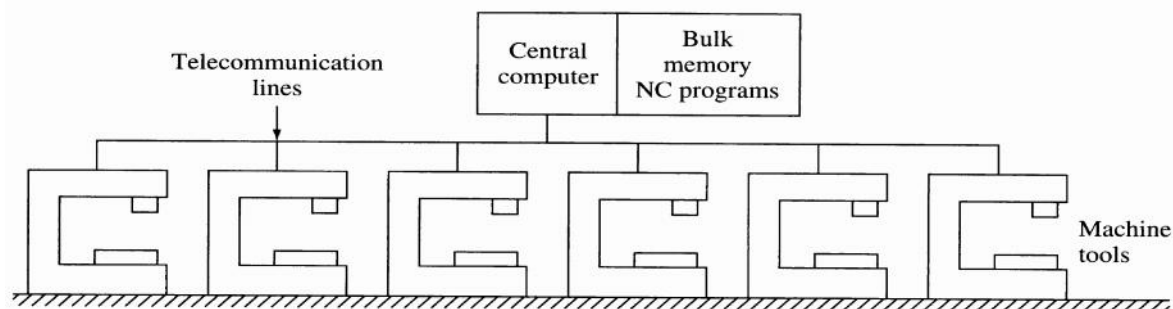 Central
computer
Bulk
memory
NC programs
Telecommunication
lines
Machine
tools